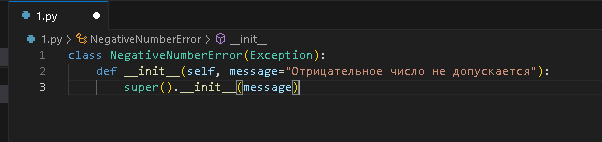 1.py
1.py > NegativeNumberError > __init__
1 class NegativeNumberError(Exception):
2 def __init__(self, message="Отрицательное число не допускается"):
3 super().__init__(message)